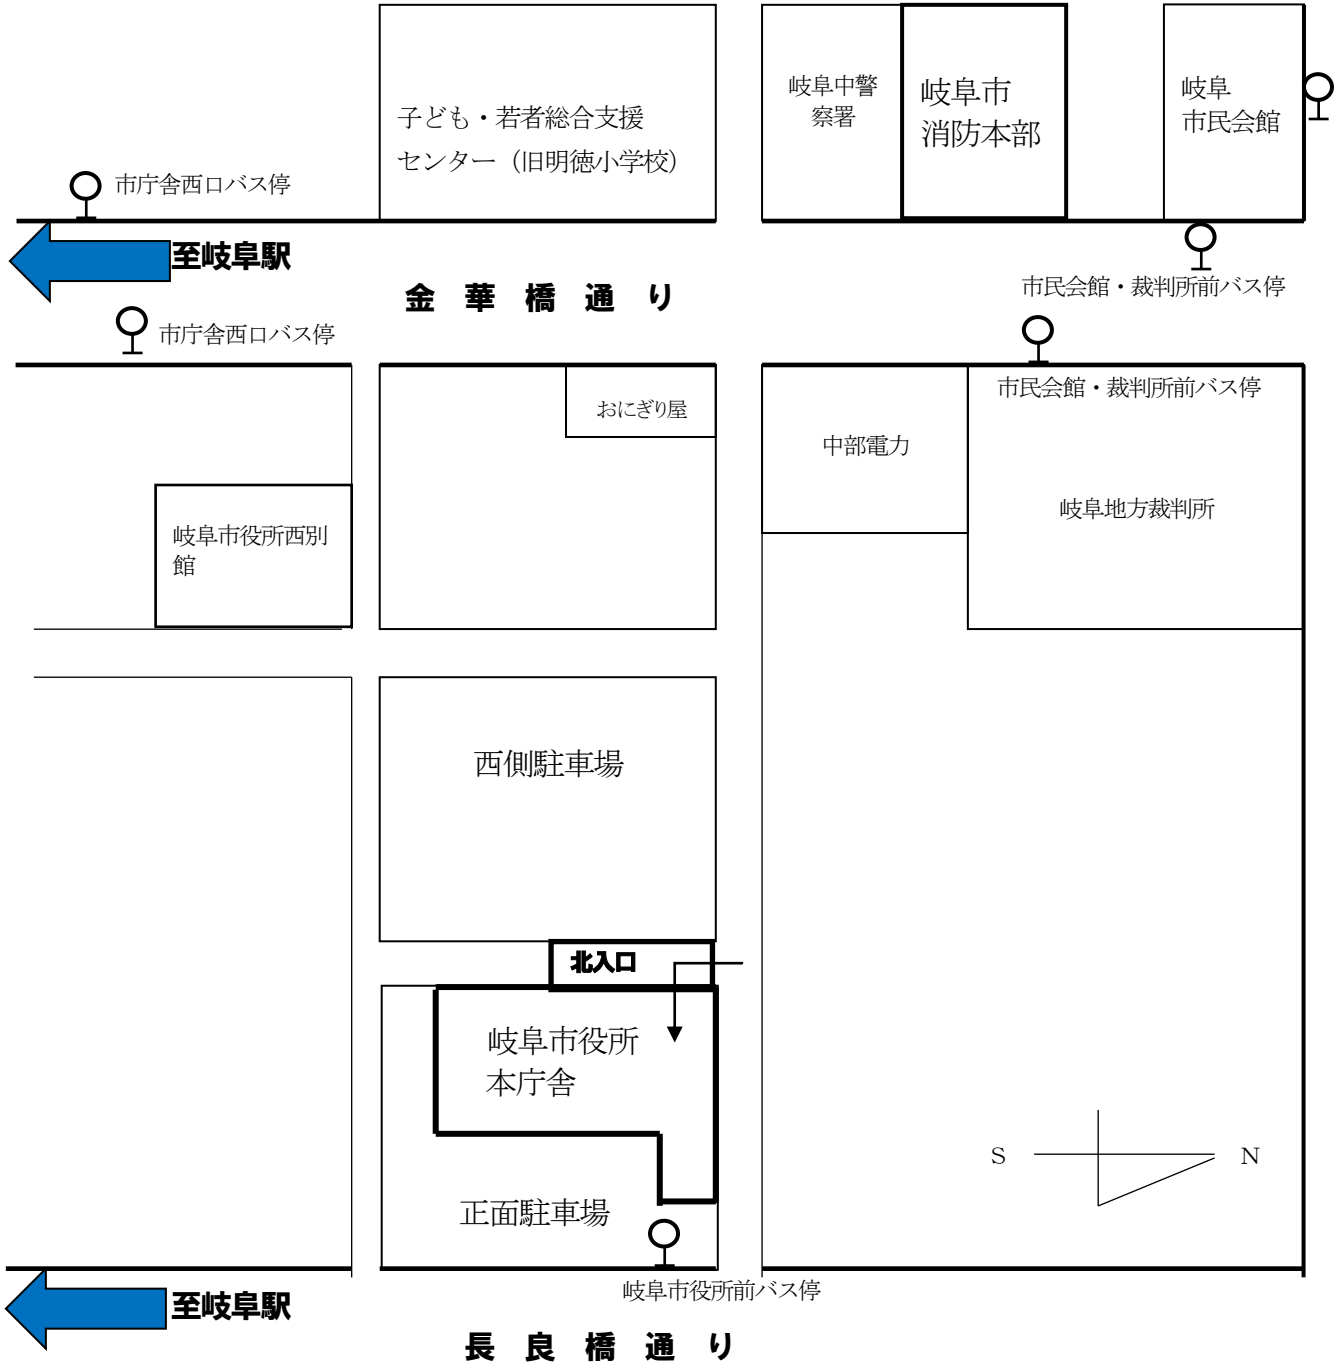 岐阜中警
察署
岐阜市
消防本部
岐阜
市民会館
子ども・若者総合支援
センター（旧明徳小学校）
市庁舎西口バス停
至岐阜駅
金華橋通り
市民会館・裁判所前バス停
市庁舎西口バス停
市民会館・裁判所前バス停
おにぎり屋
中部電力
岐阜地方裁判所
岐阜市役所西別
館
西側駐車場
北入口
岐阜市役所
本庁舎
S
N
正面駐車場
岐阜市役所前バス停
至岐阜駅
長良橋通り